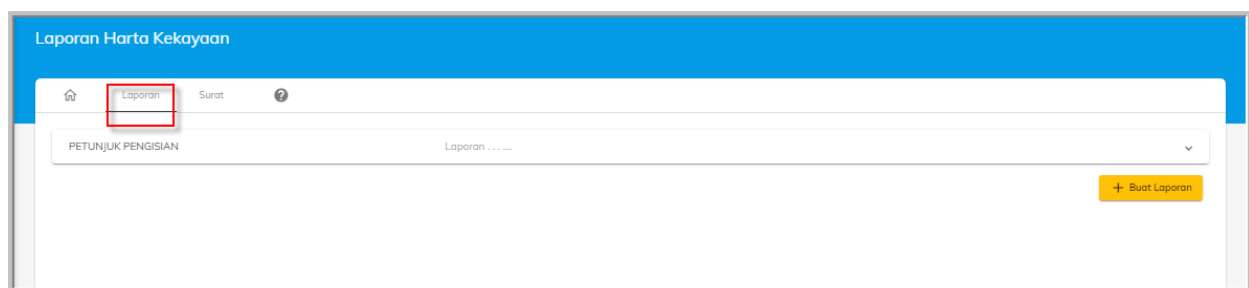 Laporan Harta Kekayaan
Laporan Surat ?
PETUNJUK PENGISIAN Laporan . . . ....
+ Buat Laporan